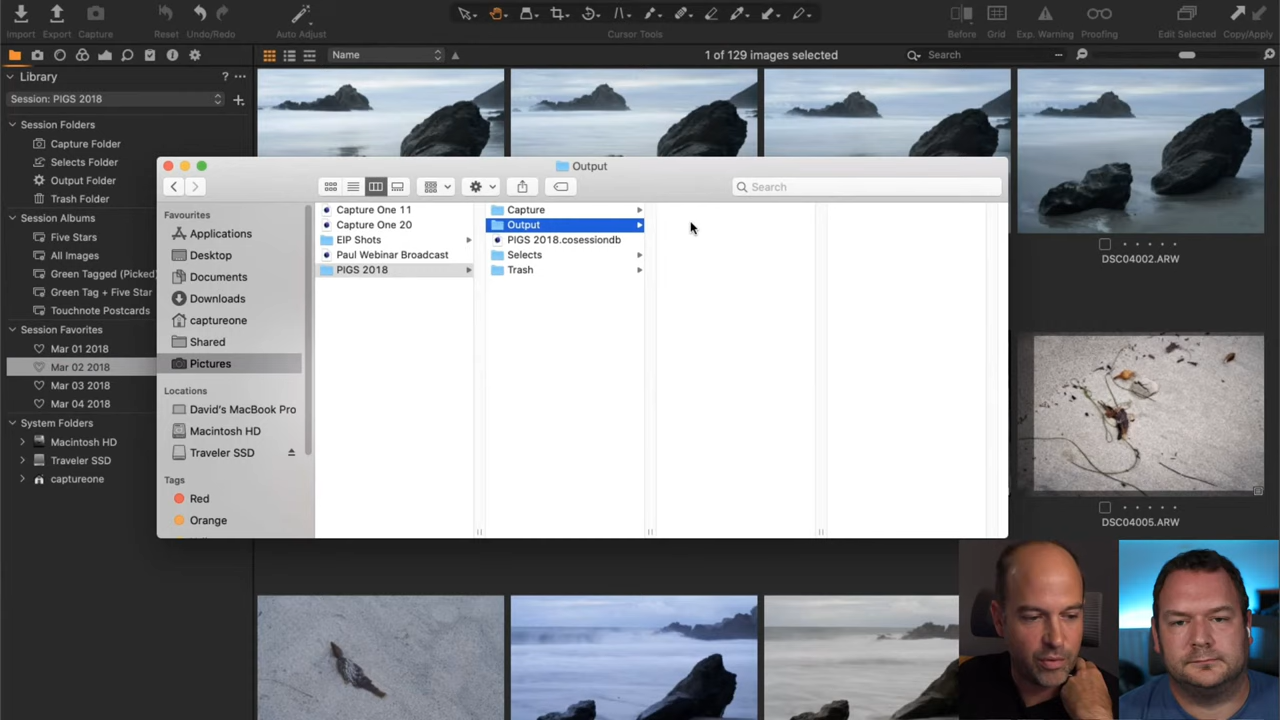 Import
Export
Capture
Reset
Undo/Redo
Auto Adjust
Cursor Tools
Before
Grid
Exp. Warning
Proofing
Edit Selected
Copy/Apply
Name
1 of 129 images selected
Search
Library
?
Session: PIGS 2018
Session Folders
Capture Folder
Selects Folder
Output Folder
Trash Folder
Session Albums
Five Stars
All Images
Green Tagged (Picked)
Green Tag + Five Star
Touchnote Postcards
Session Favorites
Mar 01 2018
Mar 02 2018
Mar 03 2018
Mar 04 2018
System Folders
Macintosh HD
Traveler SSD
captureone
Output
Search
Favourites
Applications
Desktop
Documents
Downloads
captureone
Shared
Pictures
Locations
David's MacBook Pro
Macintosh HD
Traveler SSD
Tags
Red
Orange
Capture One 11
Capture One 20
EIP Shots
Paul Webinar Broadcast
PIGS 2018
Capture
Output
PIGS 2018.cosessiondb
Selects
Trash
DSC04002.ARW
DSC04005.ARW